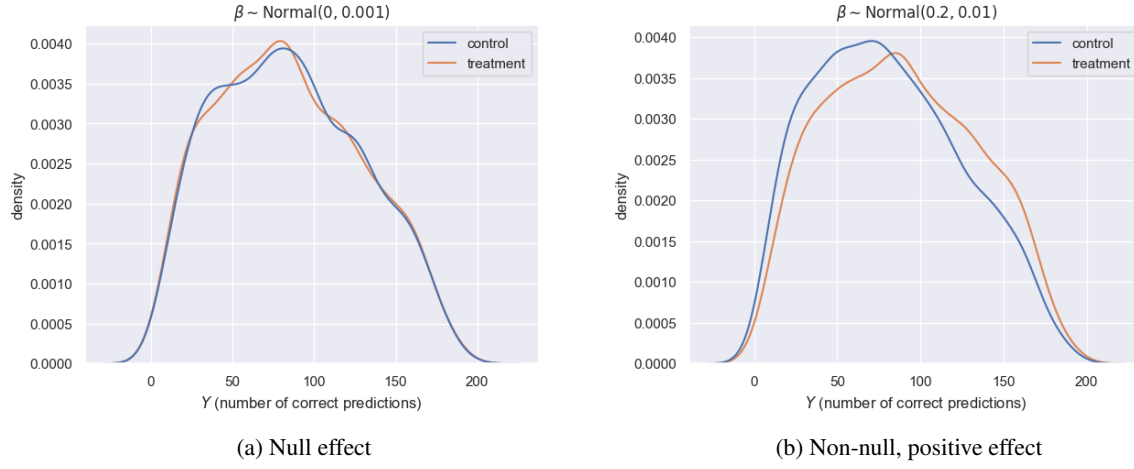 β ~ Normal(0, 0.001)
control
treatment
0.0040
0.0035
0.0030
0.0025
0.0020
0.0015
0.0010
0.0005
0.0000
density
0
50
100
150
200
Y (number of correct predictions)
(a) Null effect
β ~ Normal(0.2, 0.01)
control
treatment
0.0040
0.0035
0.0030
0.0025
0.0020
0.0015
0.0010
0.0005
0.0000
density
0
50
100
150
200
Y (number of correct predictions)
(b) Non-null, positive effect